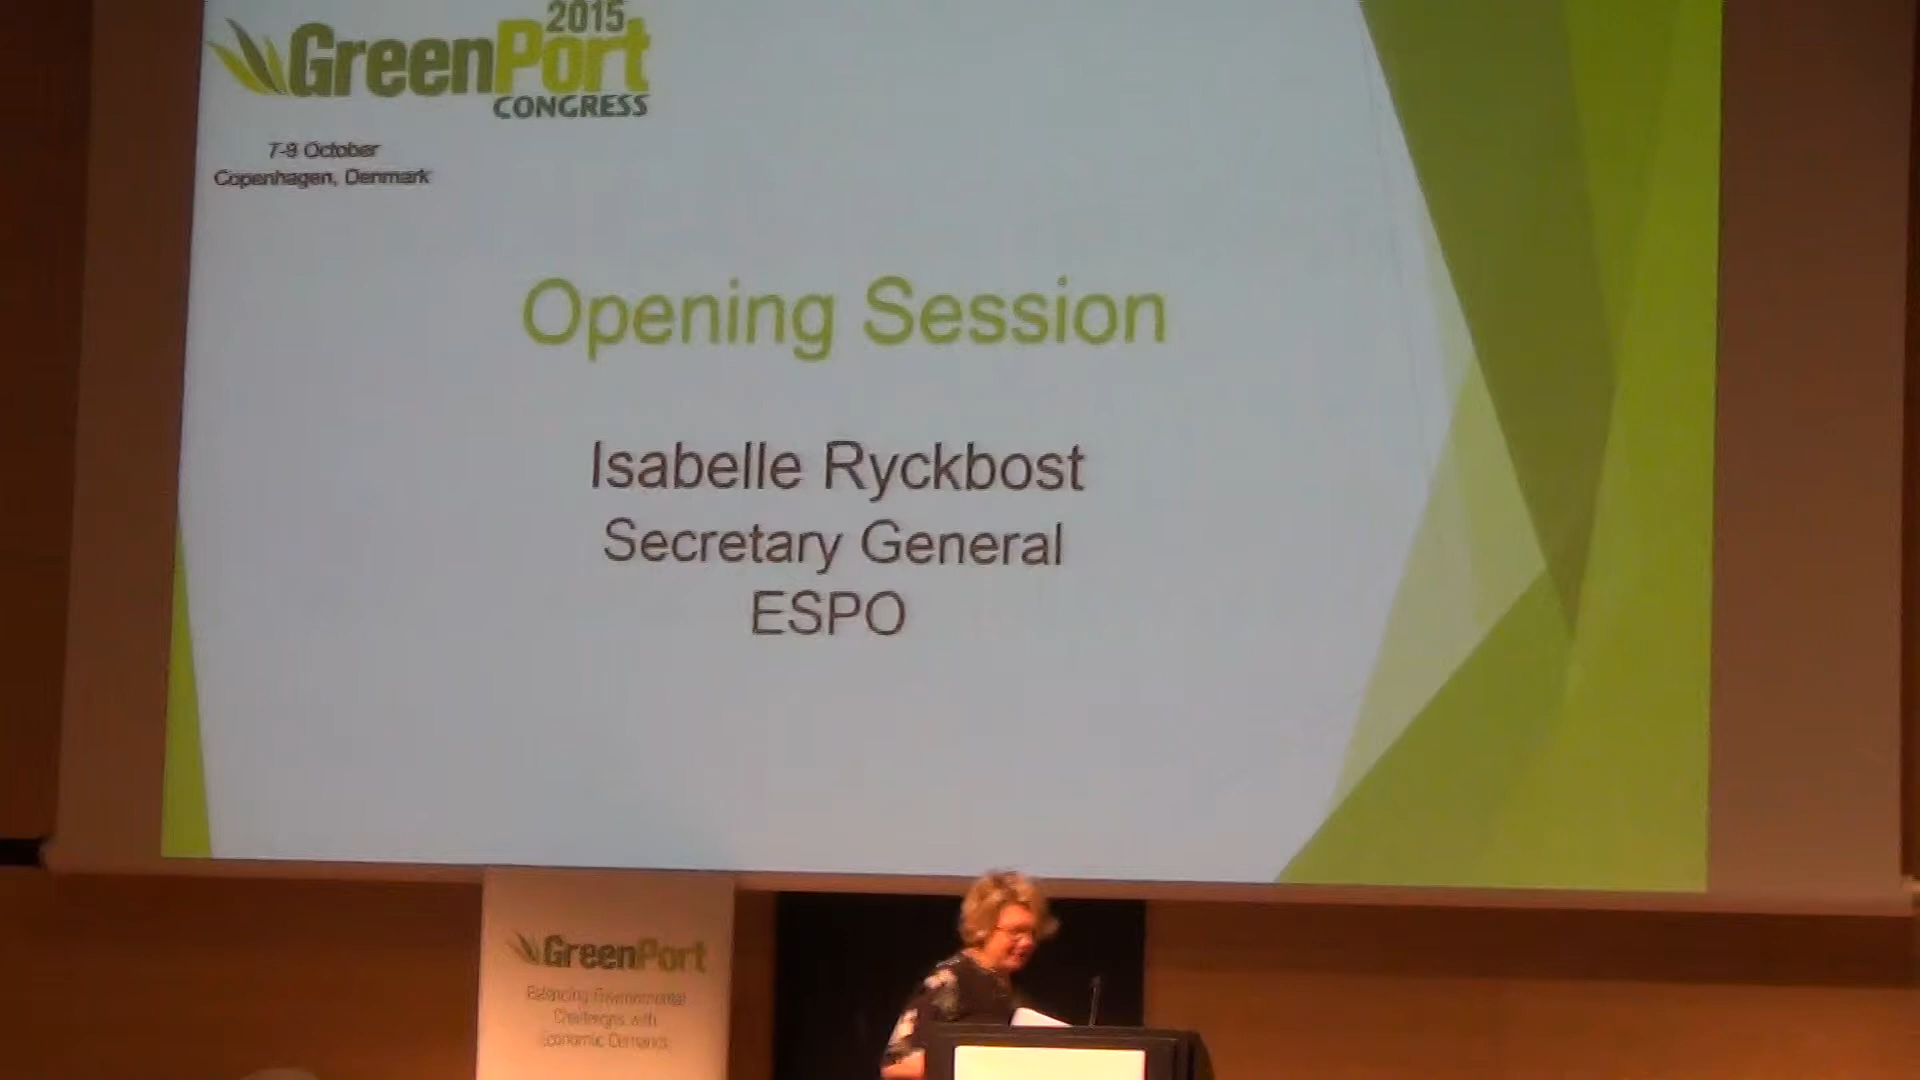 2015
GreenPort
CONGRESS
7-9 October
Copenhagen, Denmark
Opening Session
Isabelle Ryckbost
Secretary General
ESPO
GreenPort
Balancing Environmental
Challenges with
Economic Demands